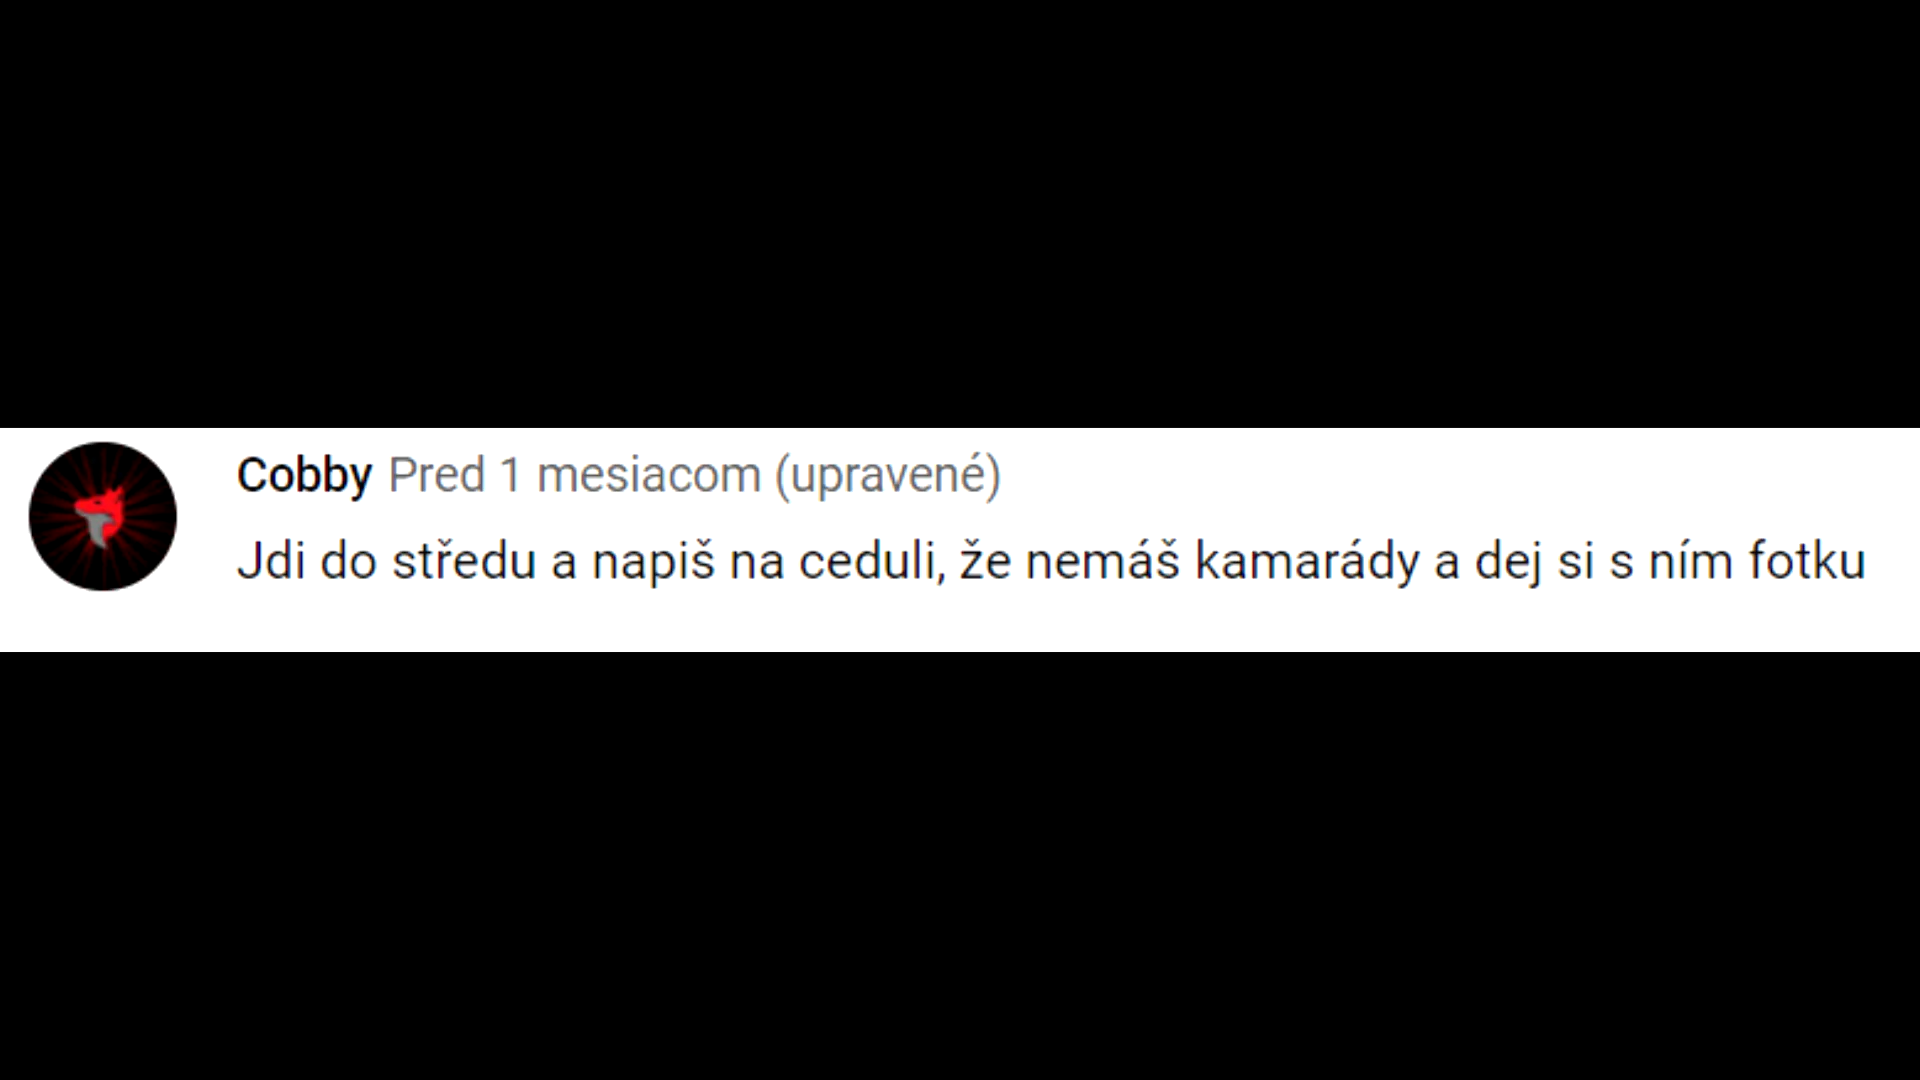 Cobby Pred 1 mesiacom (upravené)
Jdi do středu a napiš na ceduli, že nemáš kamarády a dej si s ním fotku